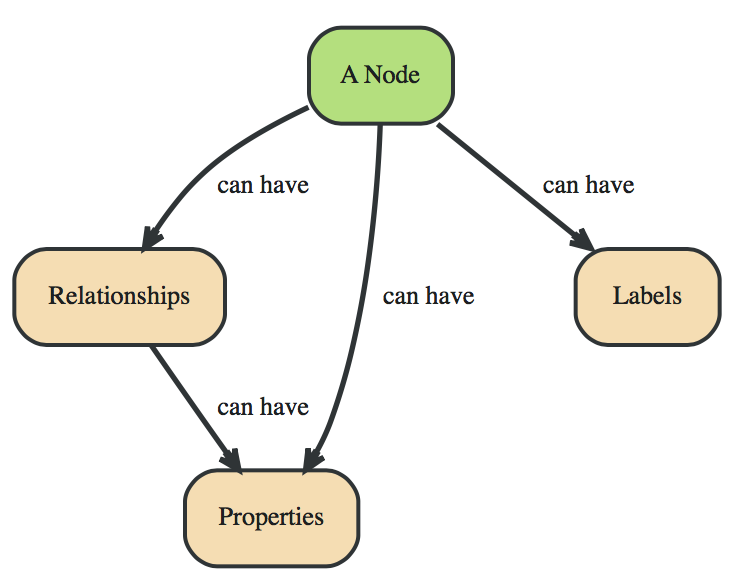 A Node
can have
can have
Relationships
can have
Labels
can have
Properties